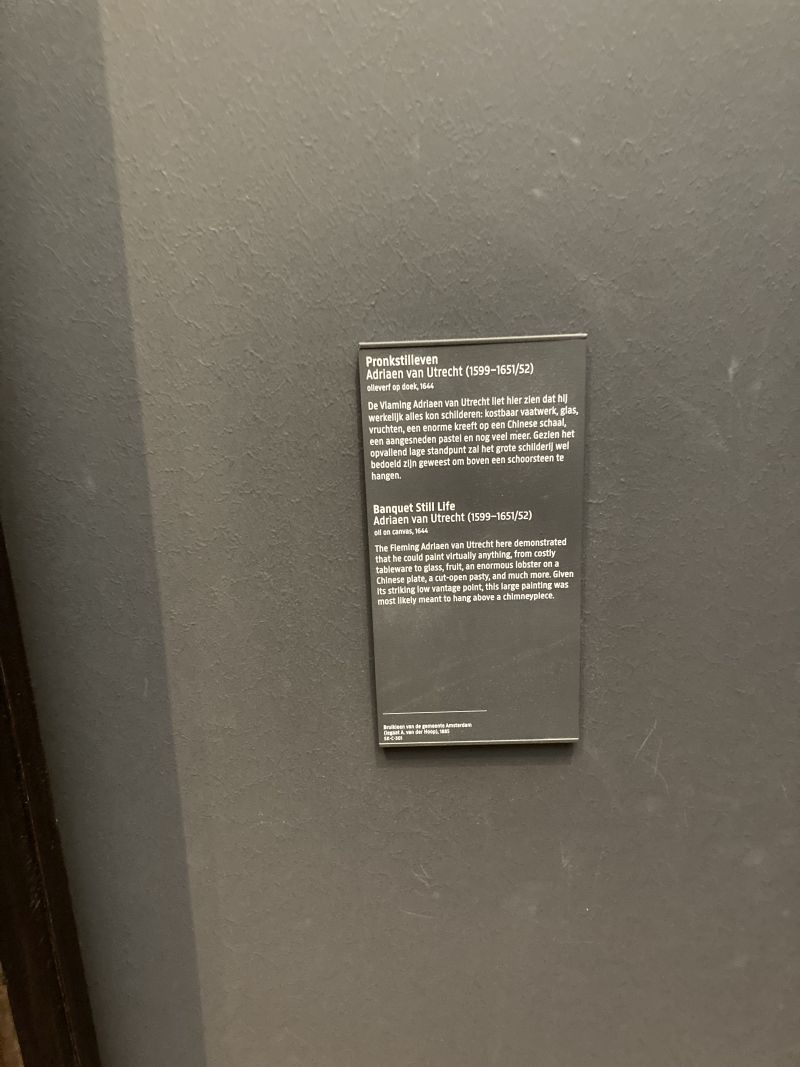 Pronkstilleven
Adriaen van Utrecht (1599–1651/52)
olieverf op doek, 1644
De Vlaming Adriaen van Utrecht liet hier zien dat hij
werkelijk alles kon schilderen: kostbaar vaatwerk, glas,
vruchten, een enorme kreeft op een Chinese schaal,
een aangesneden pastei en nog veel meer. Gezien het
opvallend lage standpunt zal het grote schilderij wel
bedoeld zijn geweest om boven een schoorsteen te
hangen.
Banquet Still Life
Adriaen van Utrecht (1599–1651/52)
oil on canvas, 1644
The Fleming Adriaen van Utrecht here demonstrated
that he could paint virtually anything, from costly
tableware to glass, fruit, an enormous lobster on a
Chinese plate, a cut-open pasty, and much more. Given
its striking low vantage point, this large painting was
most likely meant to hang above a chimneypiece.
Bruikleen van de gemeente Amsterdam
(legaat A. van der Hoop), 1885
SK-C-301